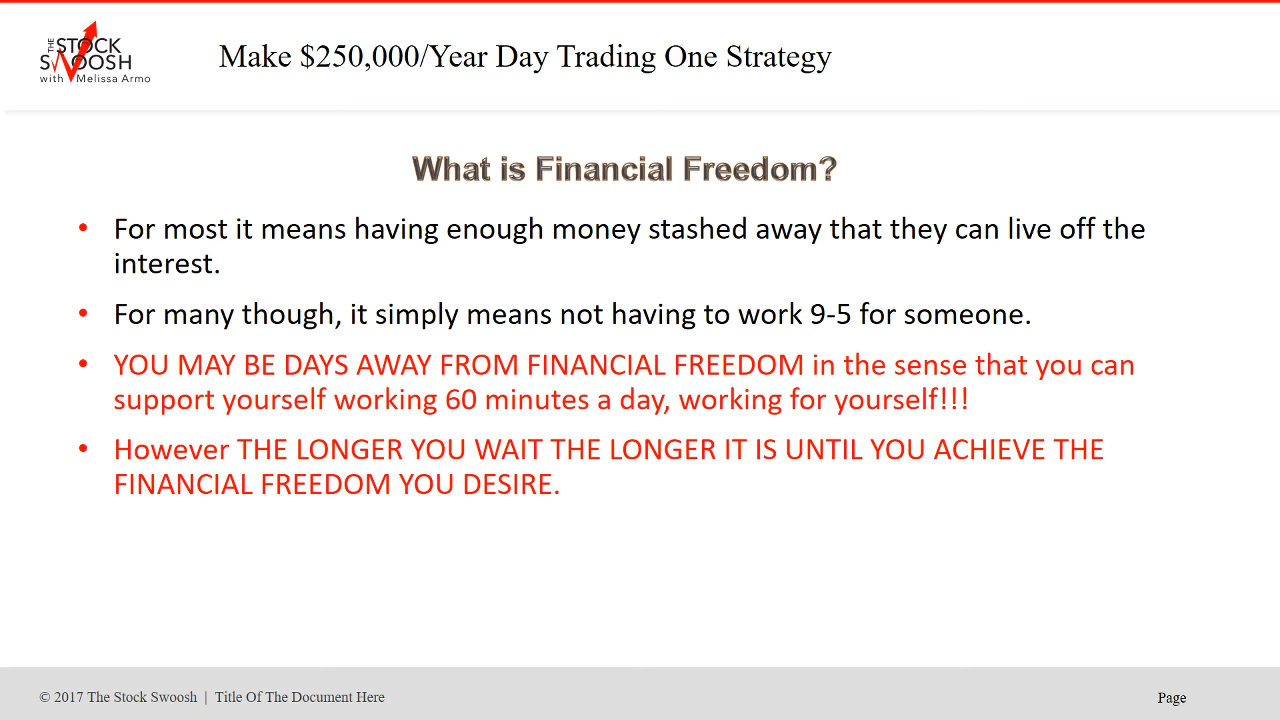 THE STOCK
SWOOSH
with Melissa Armo
Make $250,000/Year Day Trading One Strategy
What is Financial Freedom?
• For most it means having enough money stashed away that they can live off the
interest.
• For many though, it simply means not having to work 9-5 for someone.
• YOU MAY BE DAYS AWAY FROM FINANCIAL FREEDOM in the sense that you can
support yourself working 60 minutes a day, working for yourself!!!
• However THE LONGER YOU WAIT THE LONGER IT IS UNTIL YOU ACHIEVE THE
FINANCIAL FREEDOM YOU DESIRE.
© 2017 The Stock Swoosh | Title Of The Document Here
Page